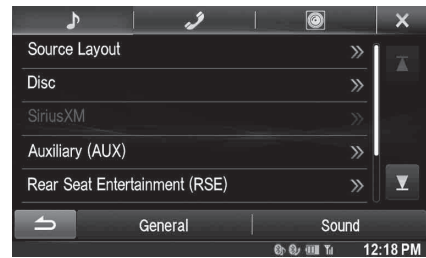 Source Layout
Disc
SiriusXM
Auxiliary (AUX)
Rear Seat Entertainment (RSE)
General Sound
12:18 PM